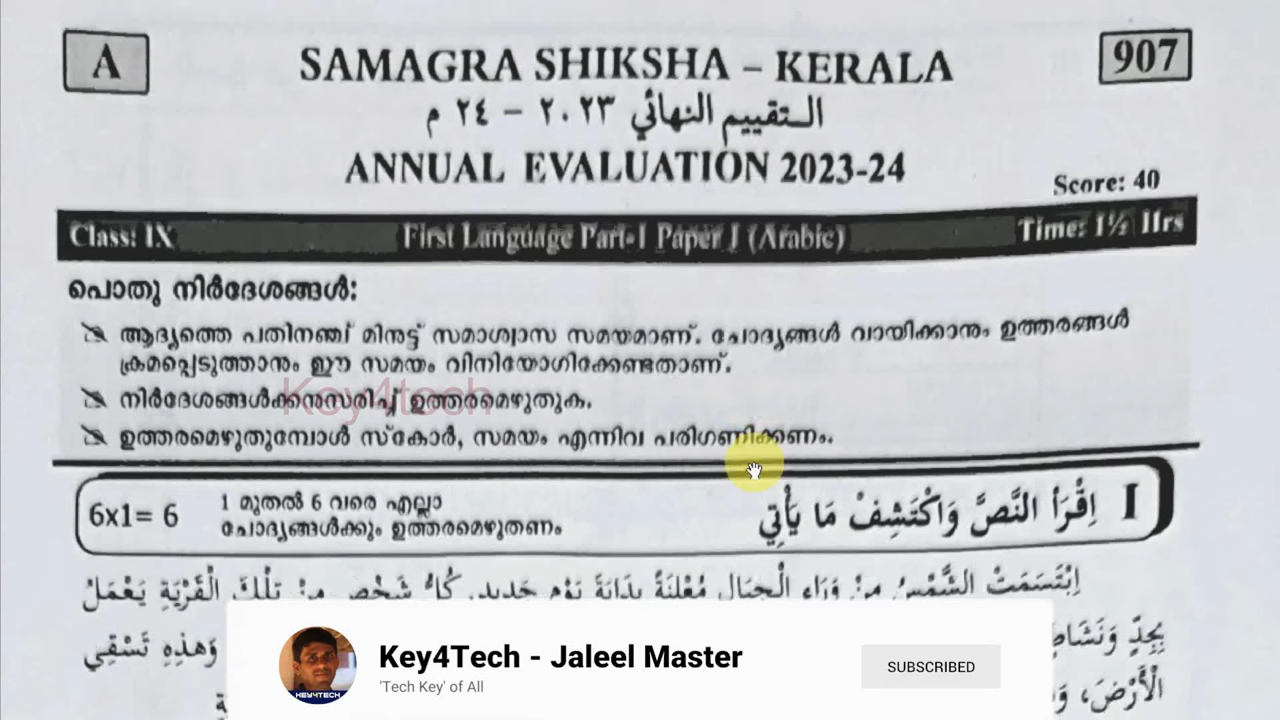 A
SAMAGRA SHIKSHA – KERALA
907
التقييم النهائي ٢٠٢٣ – ٢٤ م
ANNUAL EVALUATION 2023-24
Score: 40
Class: IX First Language Part-I Paper I (Arabic) Time: 1½ Hrs
പൊതു നിർദേശങ്ങൾ:
ആദ്യത്തെ പതിനഞ്ച് മിനുട്ട് സമാശ്വാസ സമയമാണ്. ചോദ്യങ്ങൾ വായിക്കാനും ഉത്തരങ്ങൾ
ക്രമപ്പെടുത്താനും ഈ സമയം വിനിയോഗിക്കേണ്ടതാണ്.
നിർദേശങ്ങൾക്കനുസരിച്ച് ഉത്തരമെഴുതുക.
Key4tech
ഉത്തരമെഴുതുമ്പോൾ സ്കോർ, സമയം എന്നിവ പരിഗണിക്കണം.
I اِقْرَأ النَّصَّ وَاكْتَشِفْ مَا يَأْتِي
1 മുതൽ 6 വരെ എല്ലാ
ചോദ്യങ്ങൾക്കും ഉത്തരമെഴുതണം
6x1= 6
اِبْتَسَمَتْ الشَّمْسُ مِنْ وَرَاءِ الْجِبَالِ مُعْلِنَةً بِدَايَةَ يَوْمٍ جَدِيدٍ. كُلُّ شَخْصٍ مِنْ تِلْكَ الْقَرْيَةِ يَعْمَلُ
بِجِدٍّ وَنَشَاطٍ وَهذِهِ تَسْقِي
الْأَرْضَ،
Key4Tech - Jaleel Master
'Tech Key' of All
SUBSCRIBED
KEY4TECH